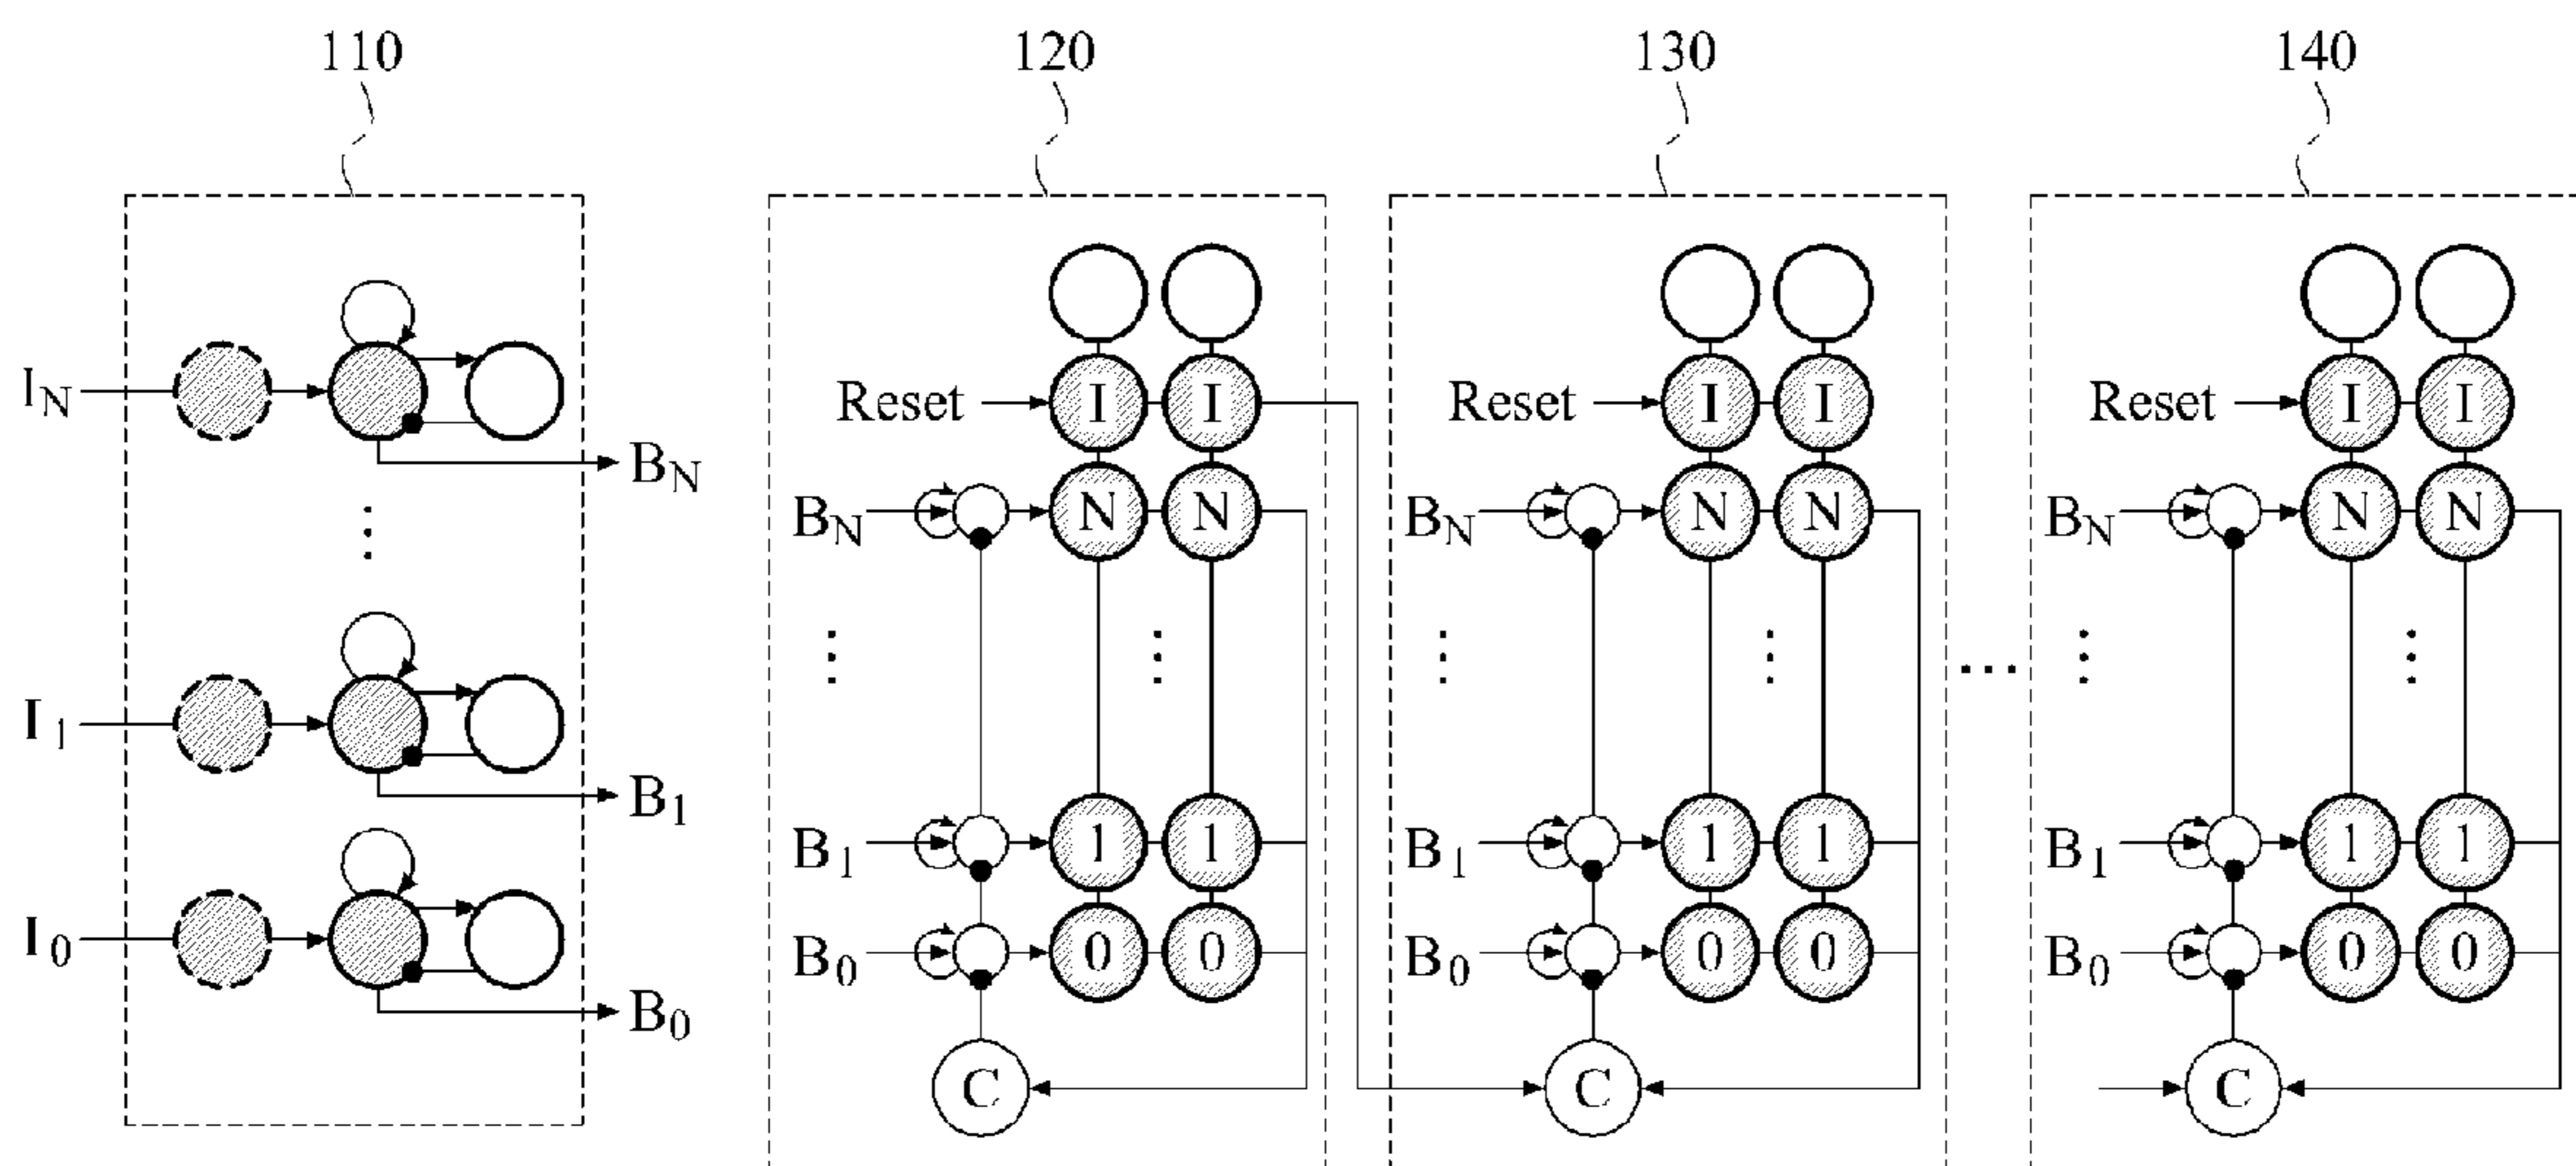 110 120 130 140
I_N Reset I I Reset I I Reset I I
B_N B_N N N B_N N N B_N N N
⋮ ⋮ ⋮ ⋮ ⋮ … ⋮ ⋮
I_1 B_1 B_1 1 1 B_1 1 1 B_1 1 1
I_0 B_0 0 0 B_0 0 0 B_0 0 0
B_0
C C C